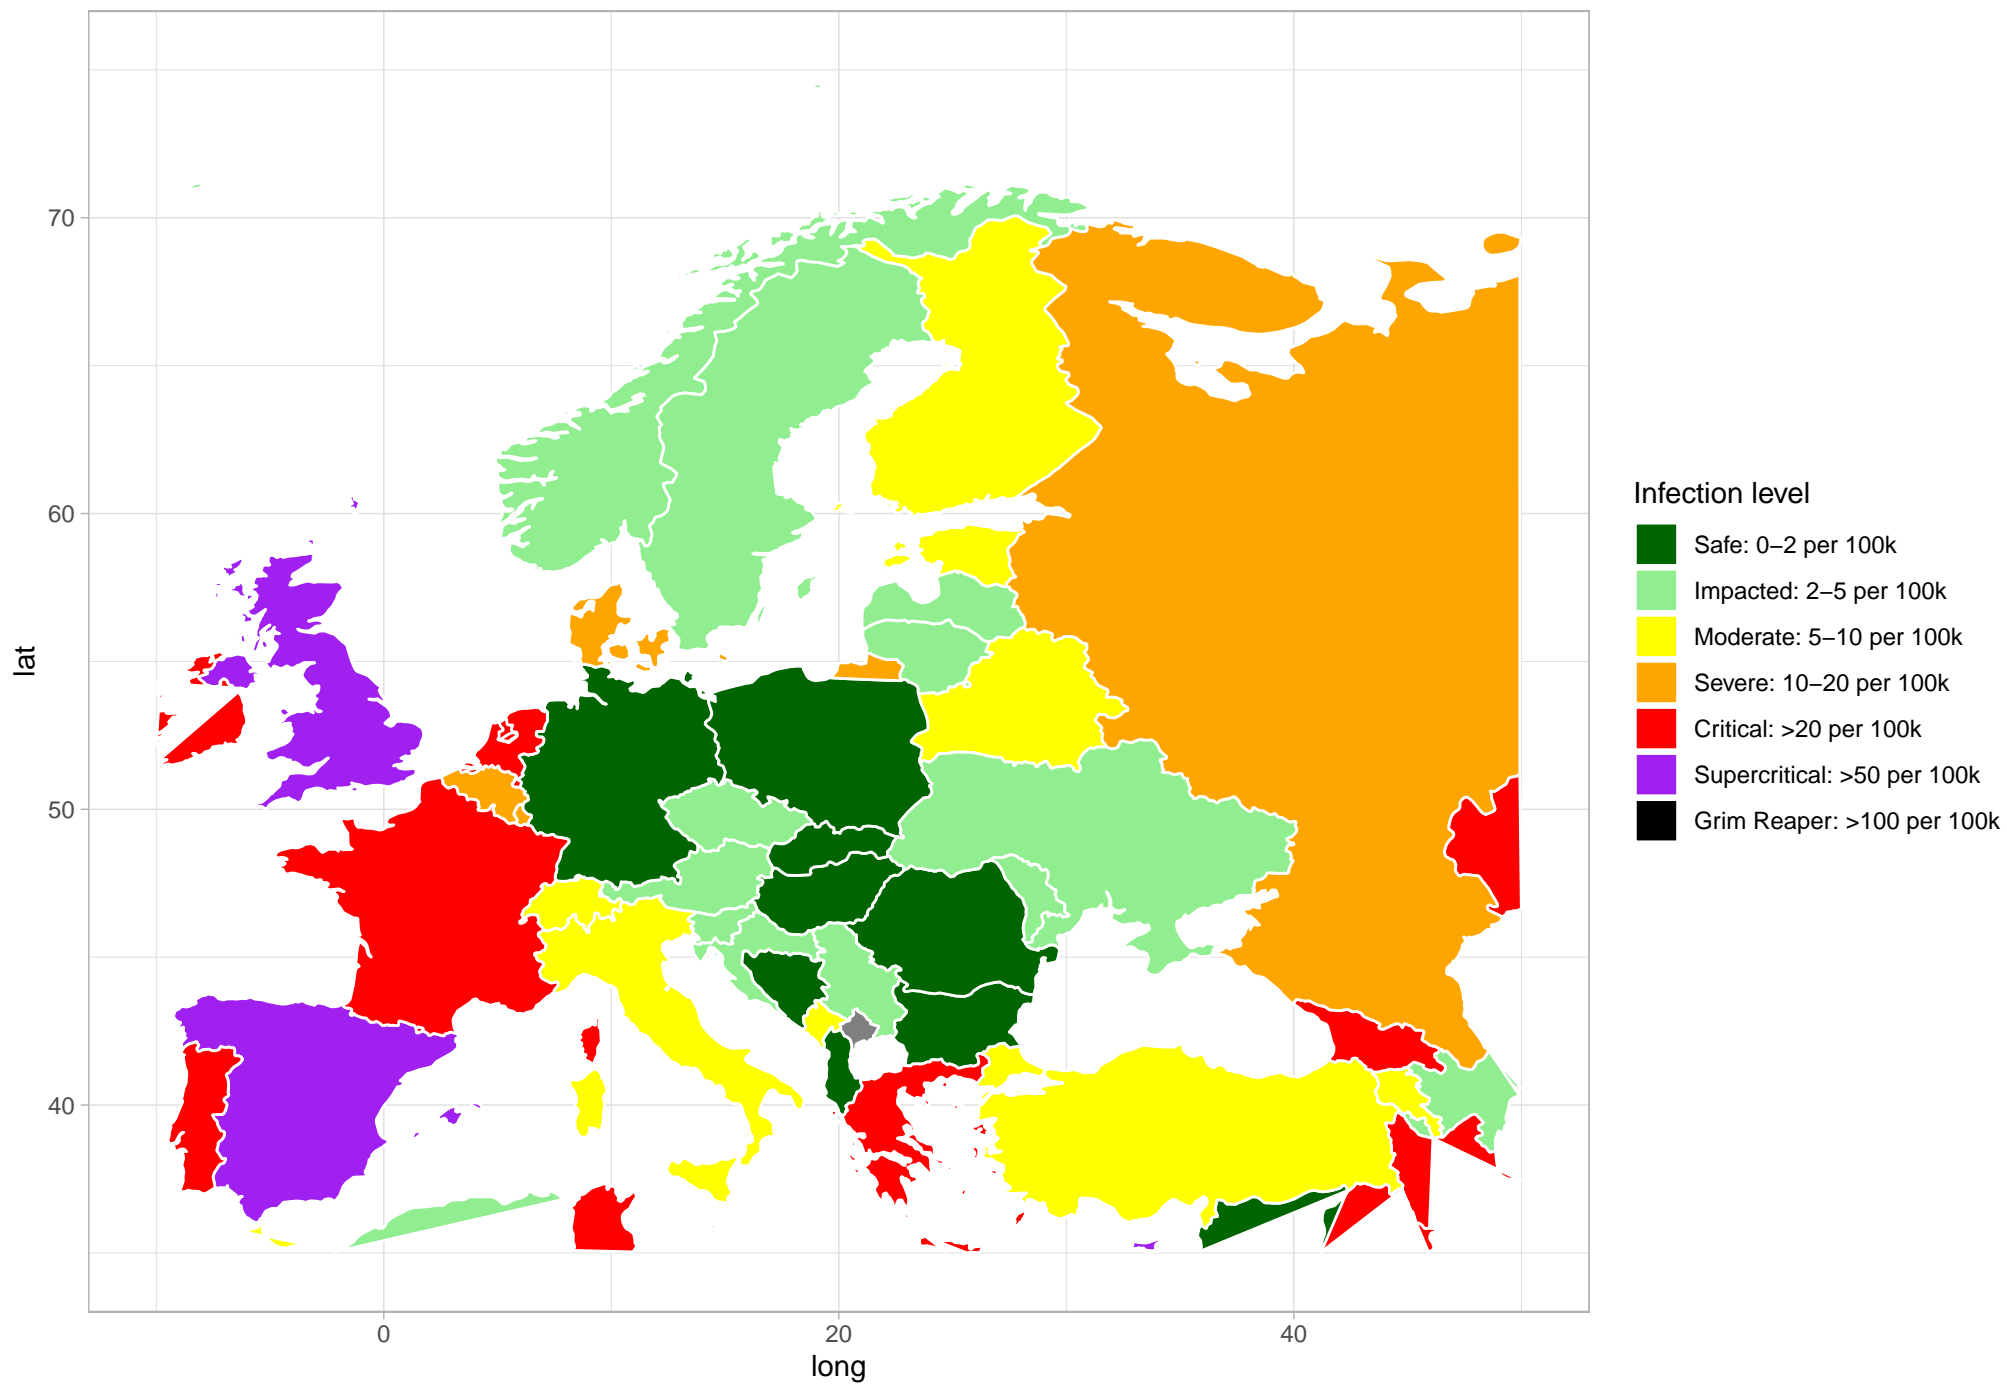 70
60
50
40
lat
0
20
40
long
Infection level
Safe: 0−2 per 100k
Impacted: 2−5 per 100k
Moderate: 5−10 per 100k
Severe: 10−20 per 100k
Critical: >20 per 100k
Supercritical: >50 per 100k
Grim Reaper: >100 per 100k